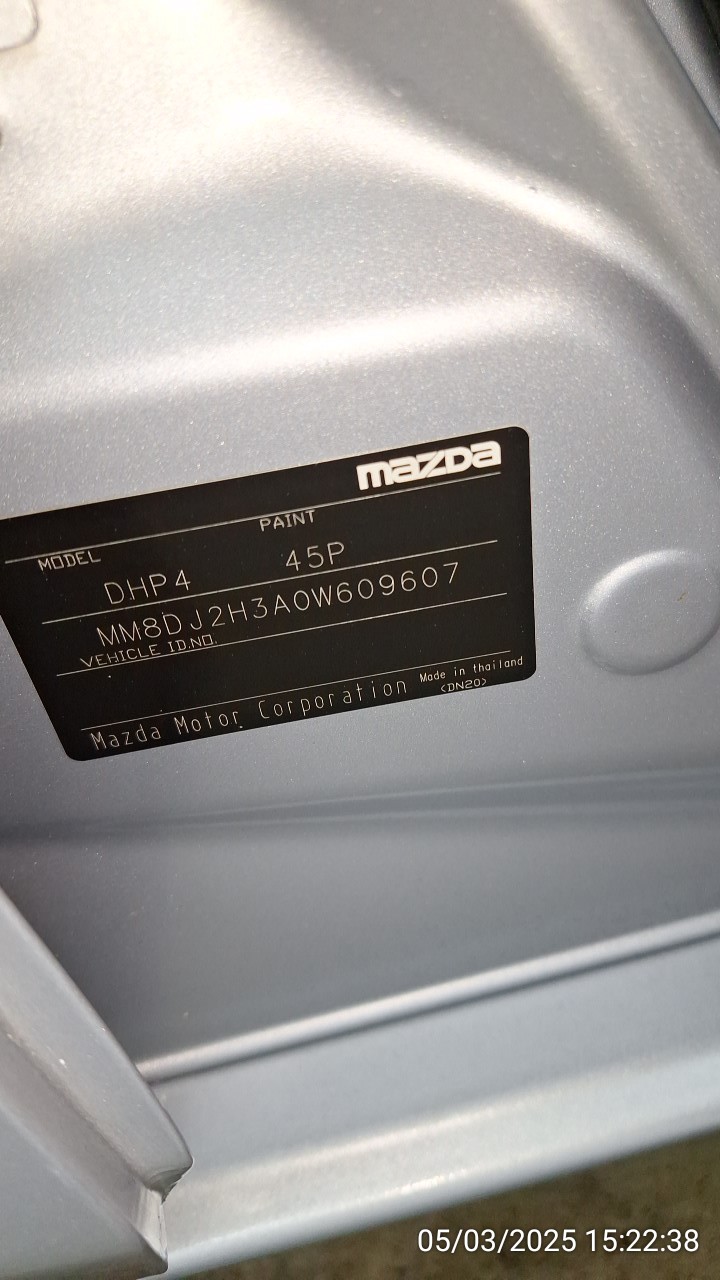 mazda
MODEL PAINT
DHP4 45P
MM8DJ2H3A0W609607
VEHICLE ID.NO.
Mazda Motor Corporation Made in thailand
<DN20>
05/03/2025 15:22:38